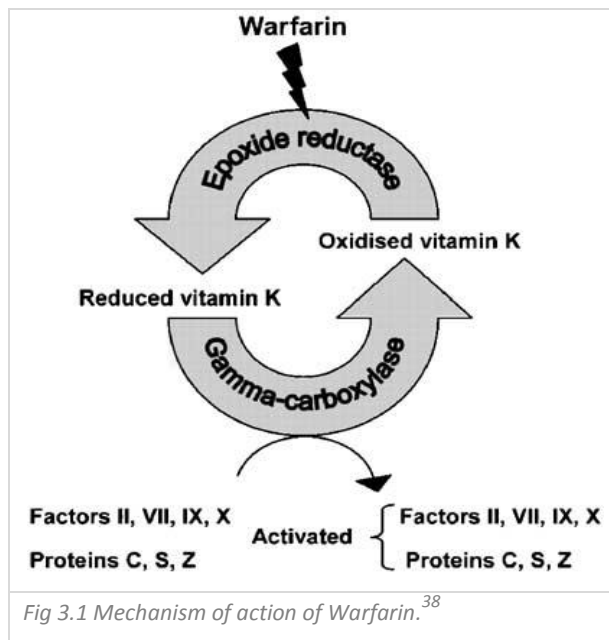 Warfarin
Epoxide reductase
Oxidised vitamin K
Reduced vitamin K
Gamma-carboxylase
Factors II, VII, IX, X
Proteins C, S, Z
Activated
Factors II, VII, IX, X
Proteins C, S, Z
Fig 3.1 Mechanism of action of Warfarin.38